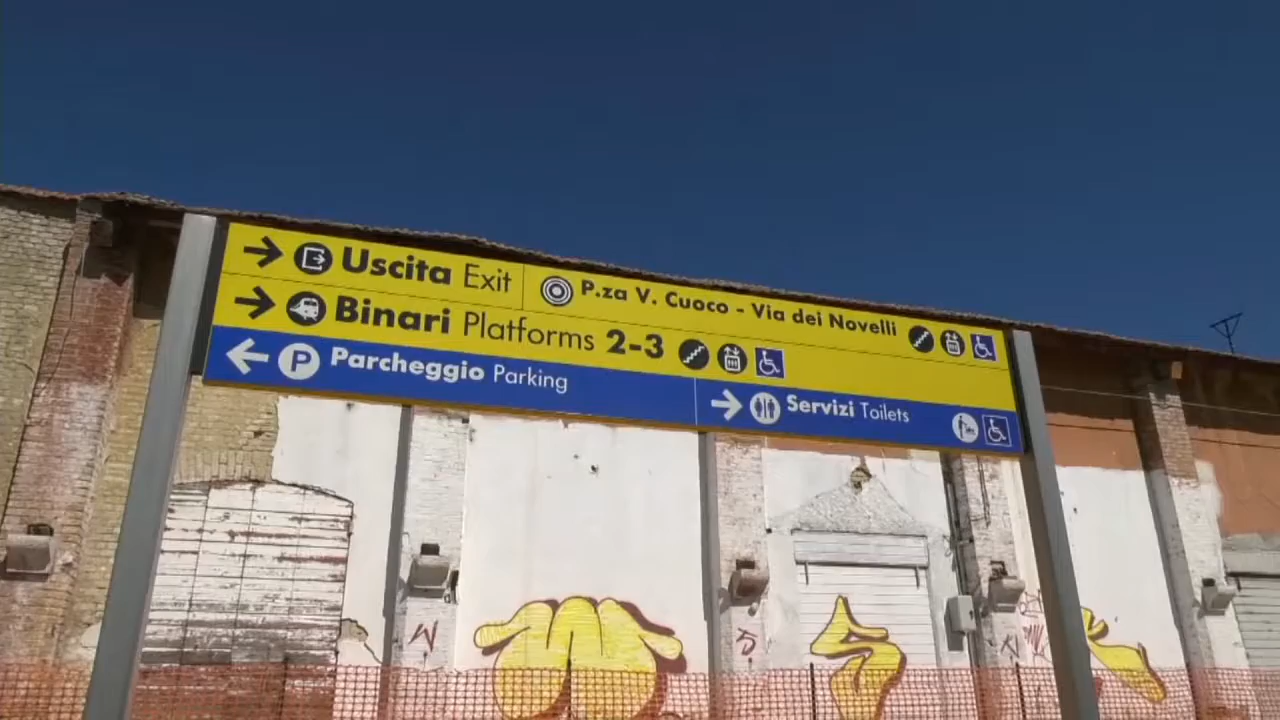 Uscita Exit
P.za V. Cuoco - Via dei Novelli
Binari Platforms 2-3
P Parcheggio Parking
Servizi Toilets